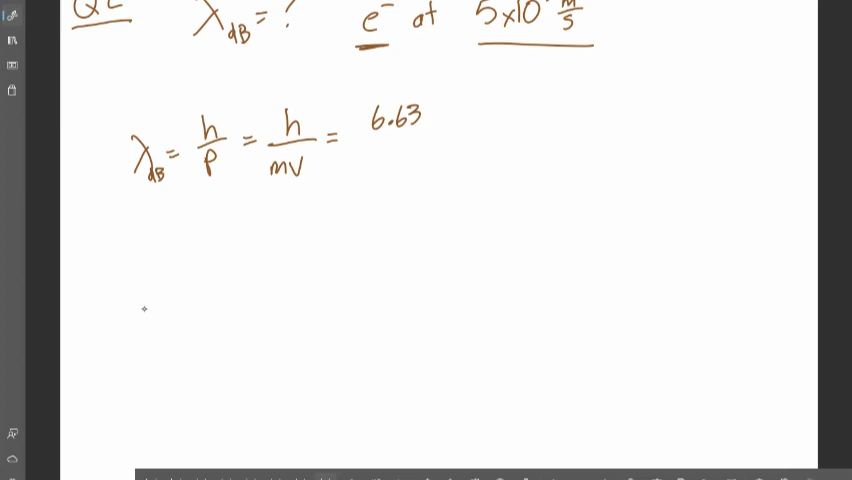 λdB = ? e⁻ at 5×10 m/s
λdB = h/p = h/mv = 6.63